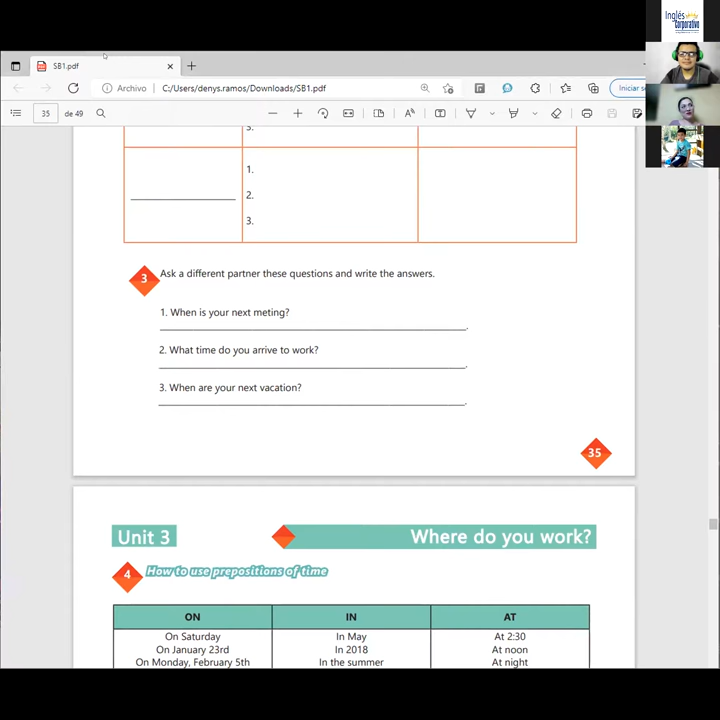 Inglés
Corporativo
SB1.pdf
Archivo
C:/Users/denys.ramos/Downloads/SB1.pdf
Iniciar se
35
de 49
3.
1.
2.
3.
3
Ask a different partner these questions and write the answers.
1. When is your next meting?
2. What time do you arrive to work?
3. When are your next vacation?
35
Unit 3
Where do you work?
4
How to use prepositions of time
ON IN AT
On Saturday In May At 2:30
On January 23rd In 2018 At noon
On Monday, February 5th In the summer At night